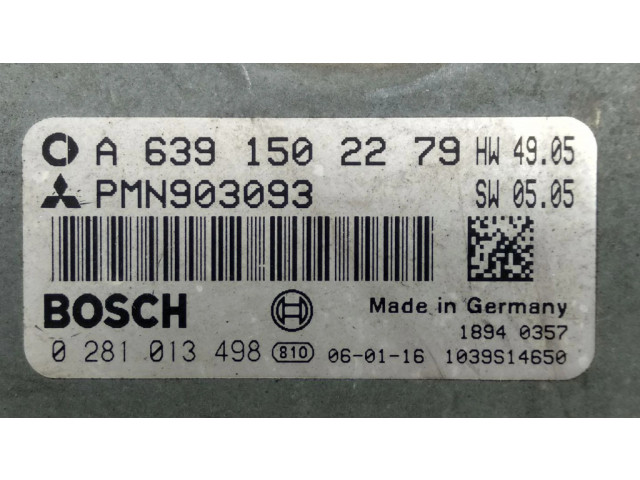 A 639 150 22 79 HW 49.05
PMN903093 SW 05.05
BOSCH Made in Germany
1894 0357
0 281 013 498 810 06-01-16 1039S14650